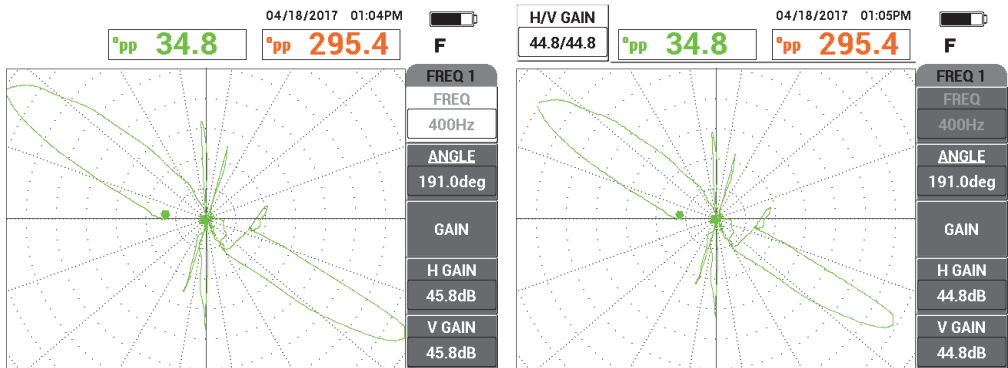 04/18/2017 01:04PM
°pp 34.8
°pp 295.4
F
FREQ 1
FREQ
400Hz
ANGLE
191.0deg
GAIN
H GAIN
45.8dB
V GAIN
45.8dB
H/V GAIN
44.8/44.8
04/18/2017 01:05PM
°pp 34.8
°pp 295.4
F
FREQ 1
FREQ
400Hz
ANGLE
191.0deg
GAIN
H GAIN
44.8dB
V GAIN
44.8dB